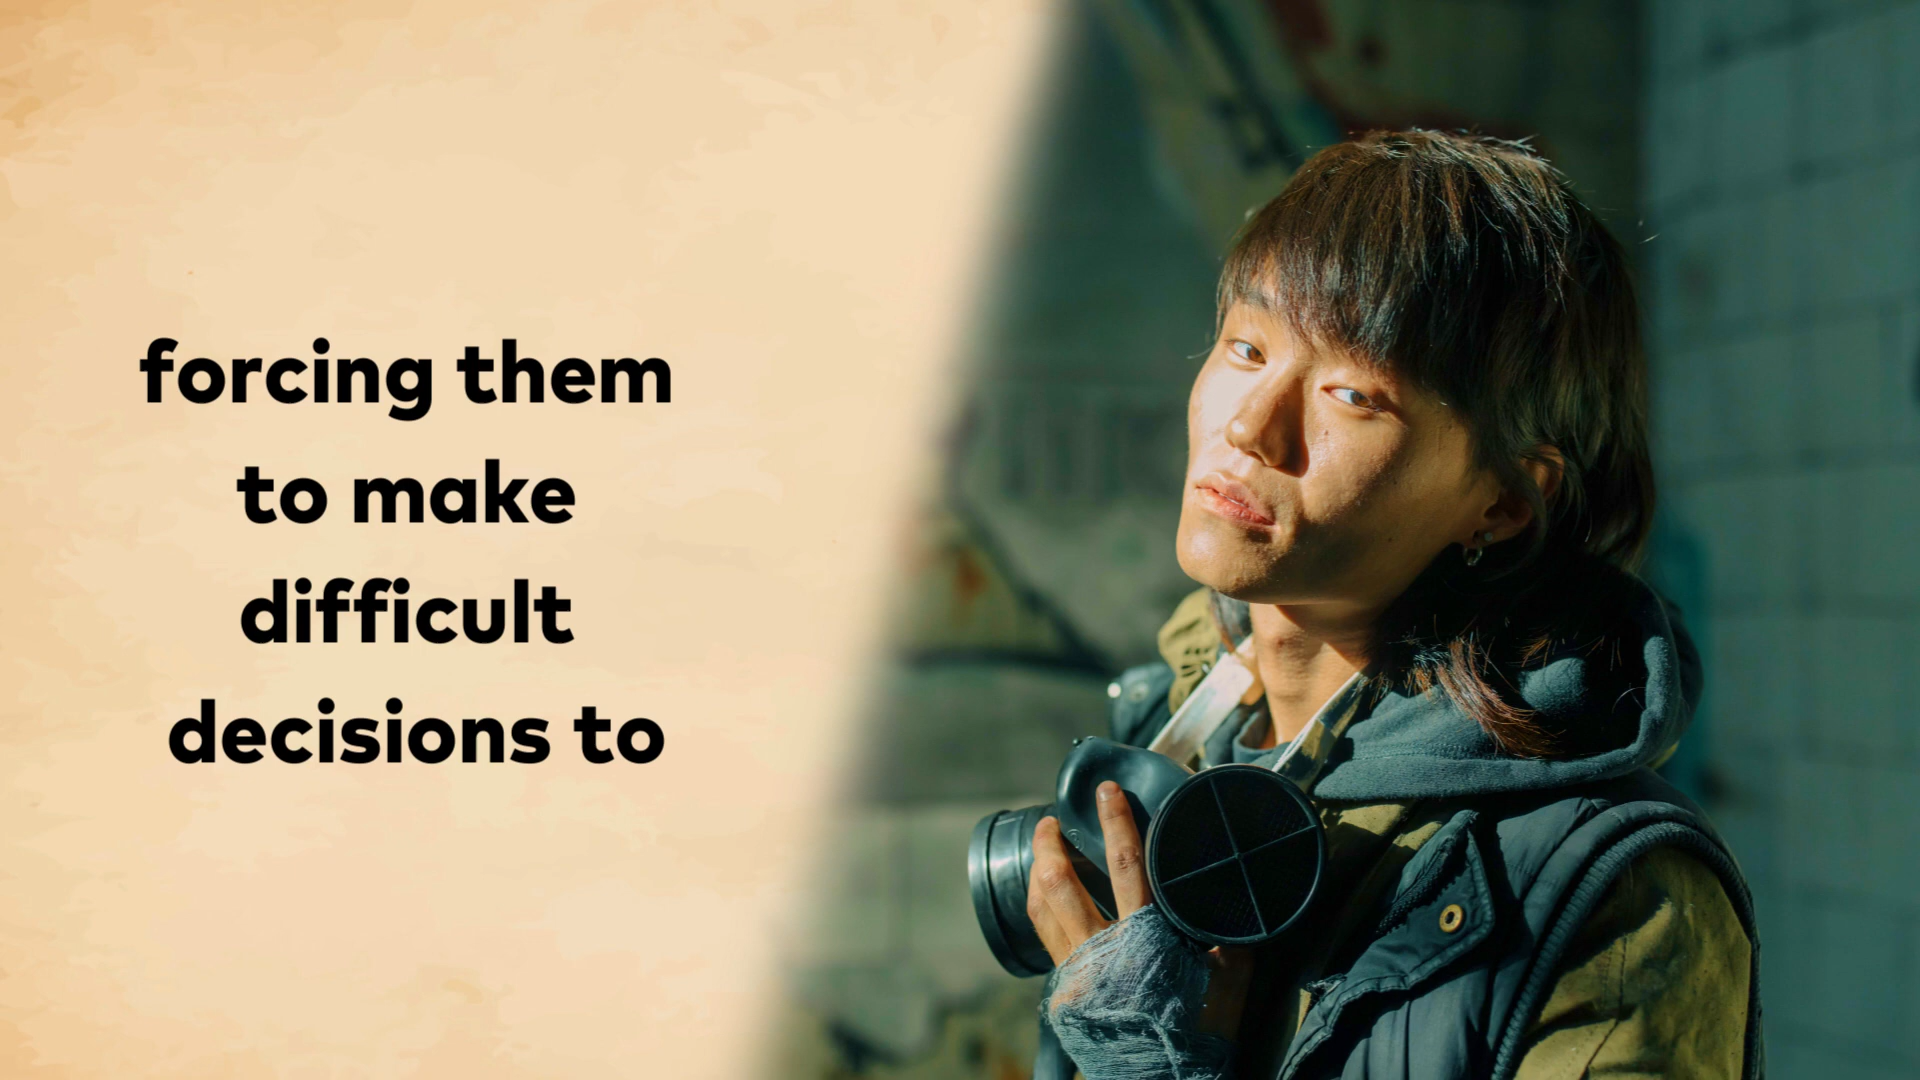 forcing them
to make
difficult
decisions to